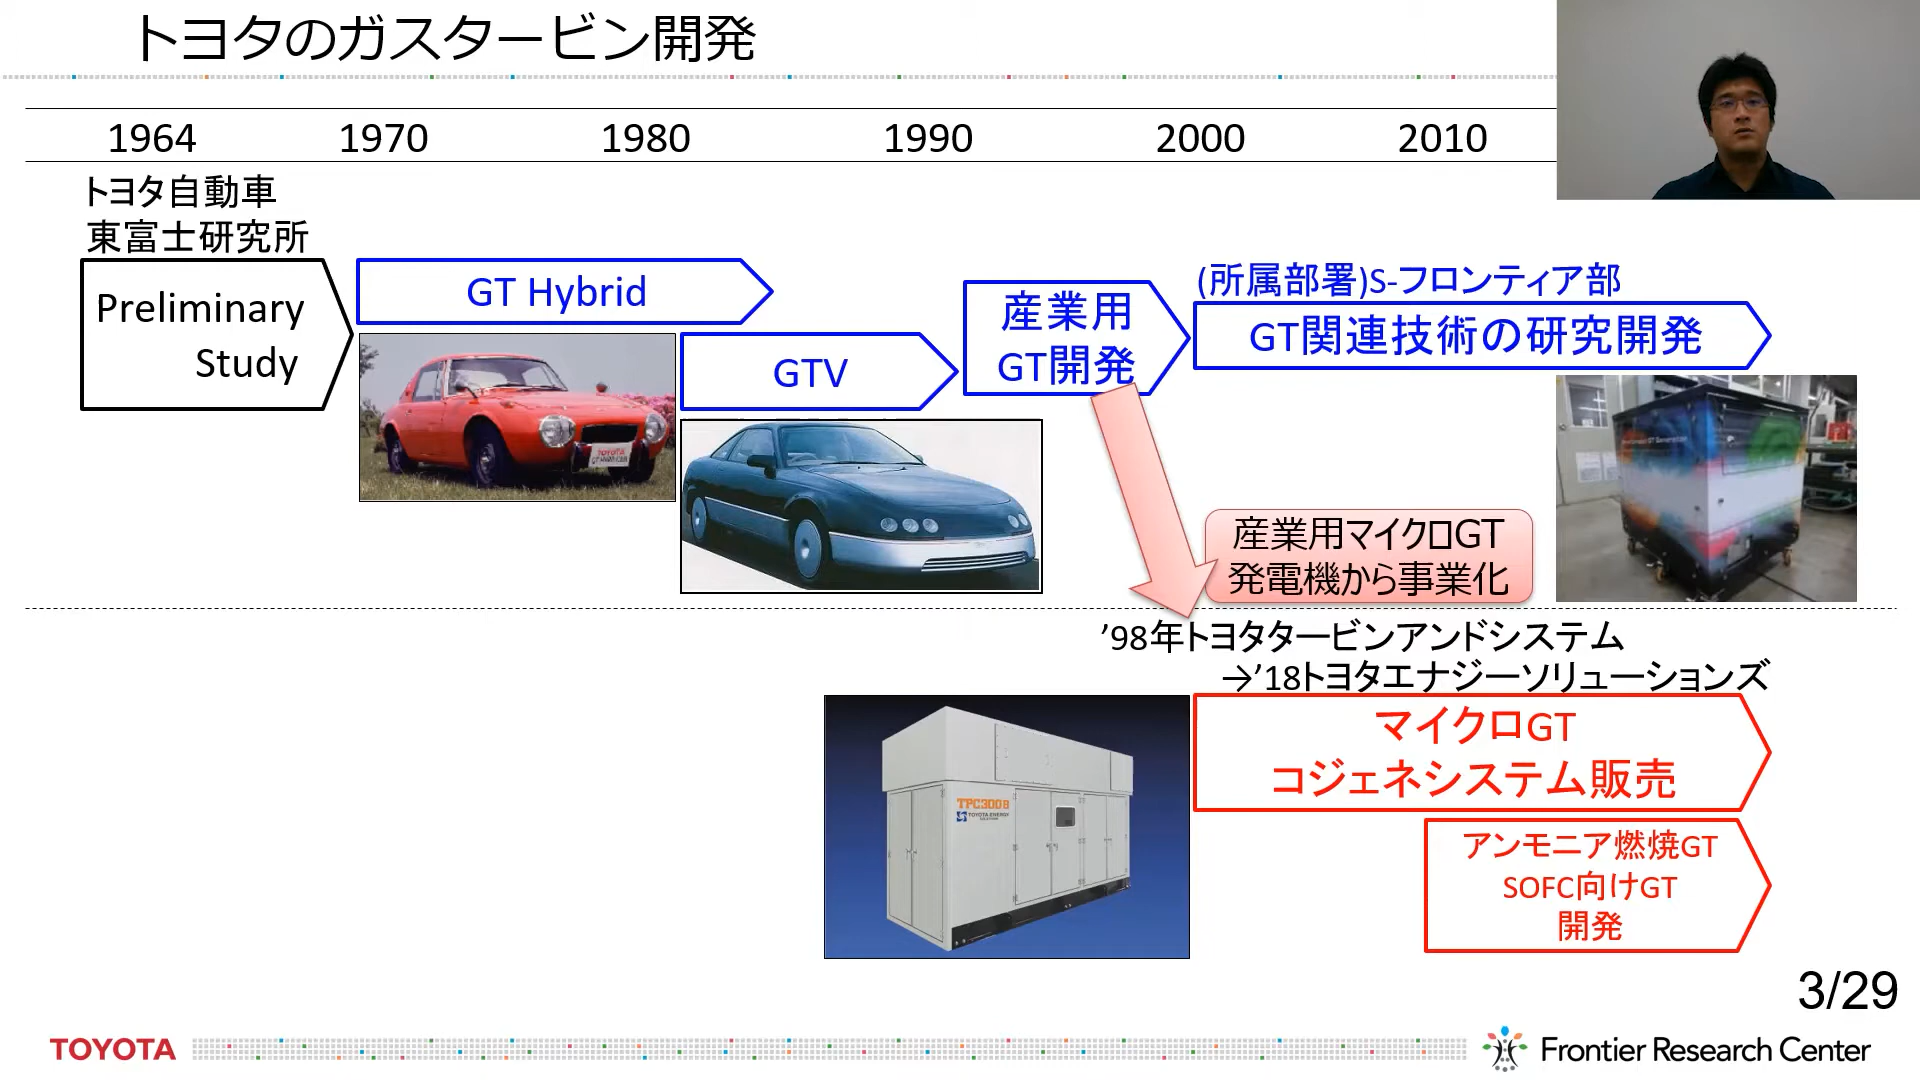 トヨタのガスタービン開発
1964 1970 1980 1990 2000 2010
トヨタ自動車
東富士研究所
Preliminary
Study
GT Hybrid
GTV
産業用
GT開発
(所属部署)S-フロンティア部
GT関連技術の研究開発
TOYOTA
産業用マイクロGT
発電機から事業化
’98年トヨタタービンアンドシステム
→’18トヨタエナジーソリューションズ
マイクロGT
コジェネシステム販売
TPC300B
TOYOTA ENERGY
SOLUTIONS
アンモニア燃焼GT
SOFC向けGT
開発
3/29
TOYOTA
Frontier Research Center